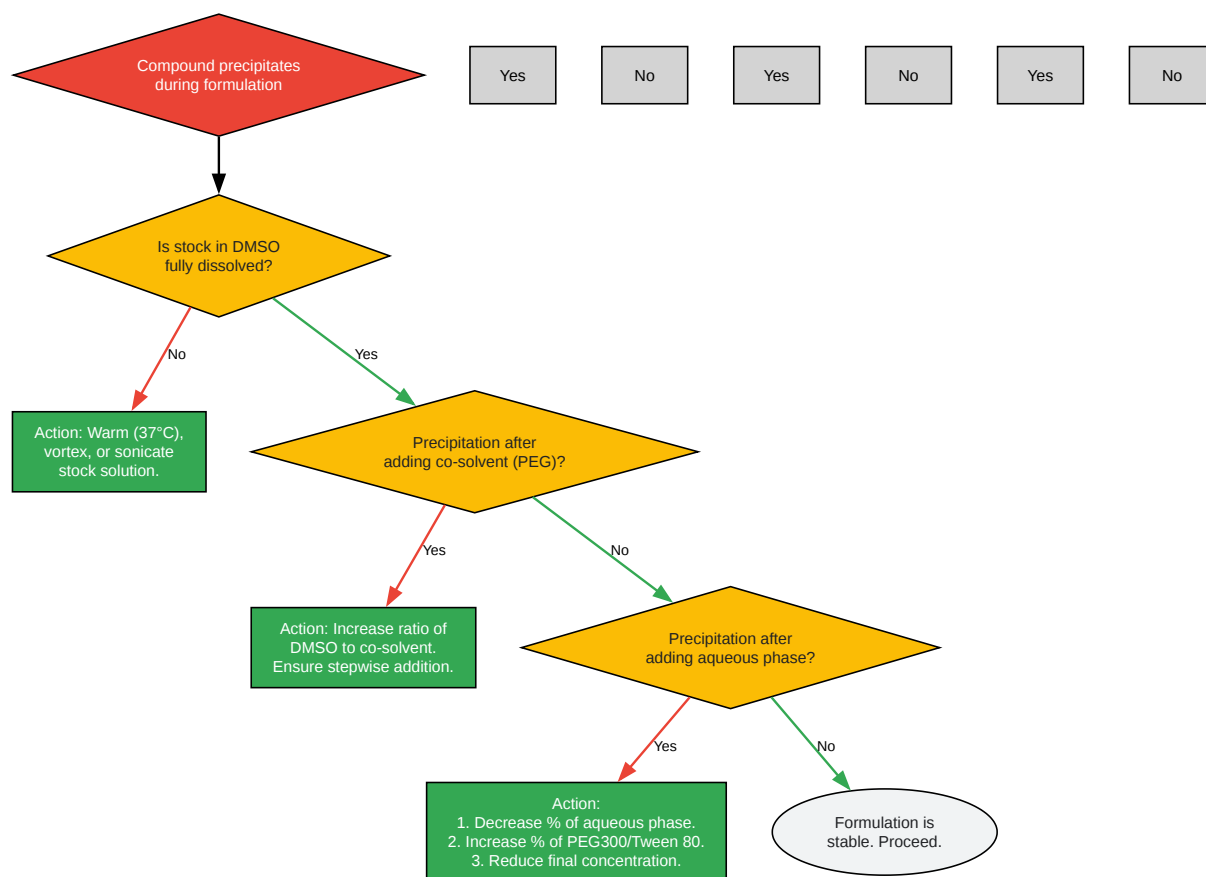 Compound precipitates
during formulation
Yes
No
Yes
No
Yes
No
Is stock in DMSO
fully dissolved?
No
Yes
Action: Warm (37°C),
vortex, or sonicate
stock solution.
Precipitation after
adding co-solvent (PEG)?
Yes
No
Action: Increase ratio of
DMSO to co-solvent.
Ensure stepwise addition.
Precipitation after
adding aqueous phase?
Yes
No
Action:
1. Decrease % of aqueous phase.
2. Increase % of PEG300/Tween 80.
3. Reduce final concentration.
Formulation is
stable. Proceed.